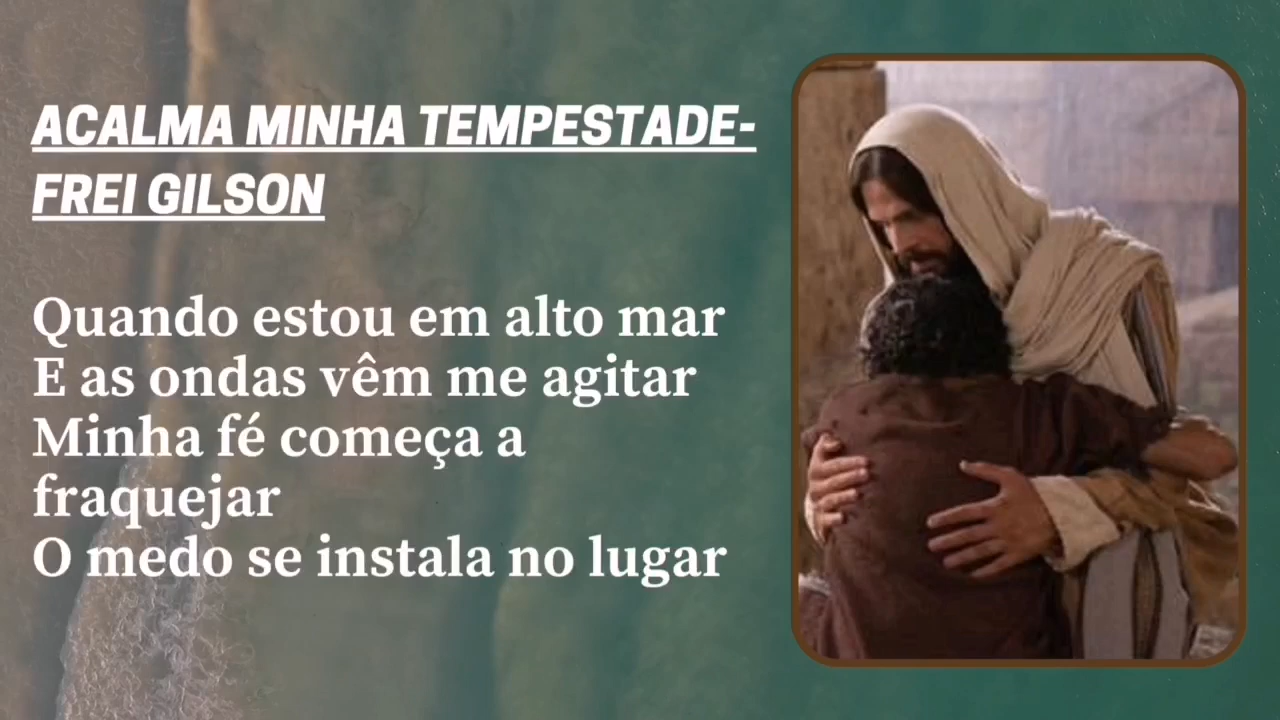 ACALMA MINHA TEMPESTADE-
FREI GILSON
Quando estou em alto mar
E as ondas vêm me agitar
Minha fé começa a
fraquejar
O medo se instala no lugar